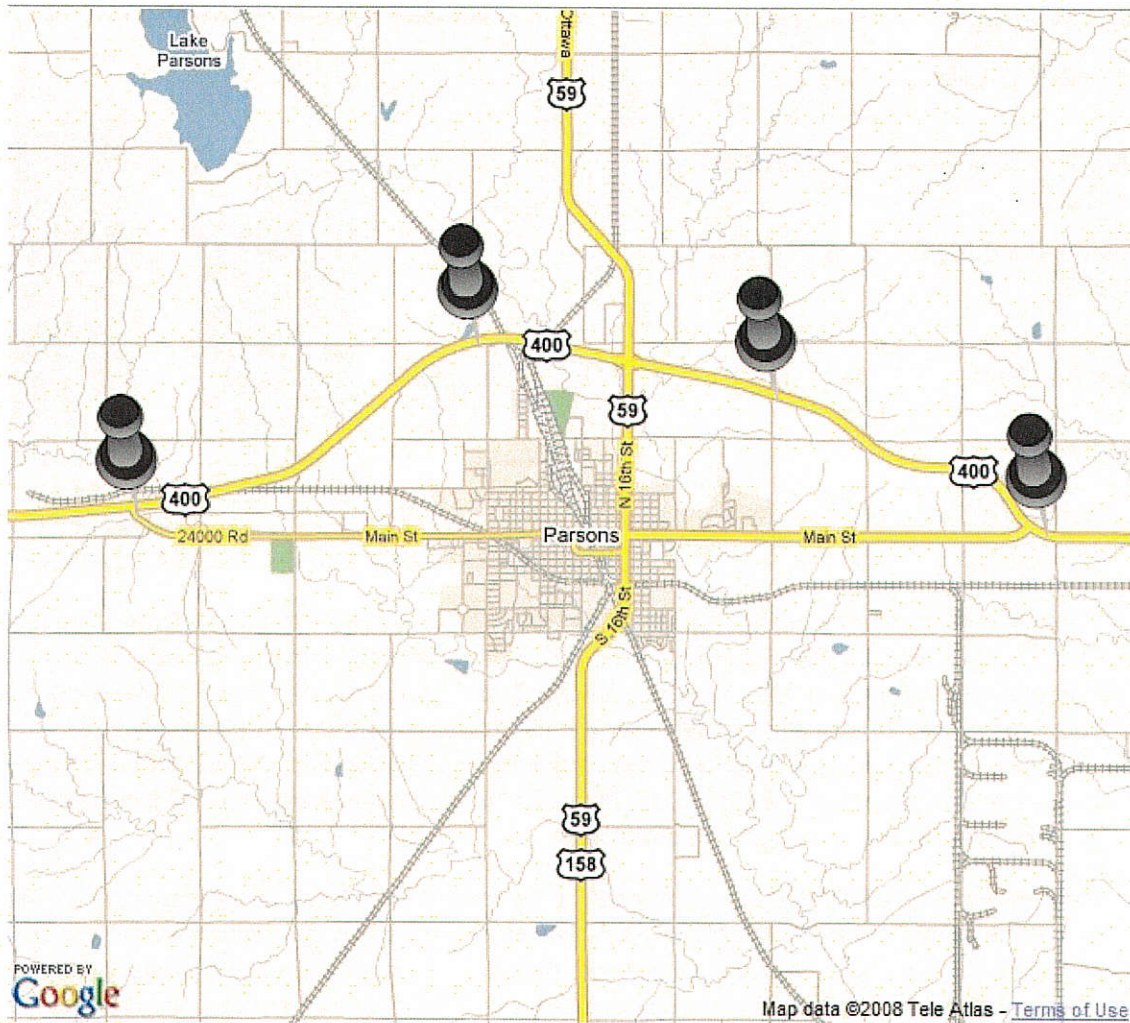 Lake
Parsons
Ottawa
59
400
59
N 16th St
400
400
24000 Rd
Main St
Parsons
Main St
S 16th St
59
158
POWERED BY
Google
Map data ©2008 Tele Atlas - Terms of Use